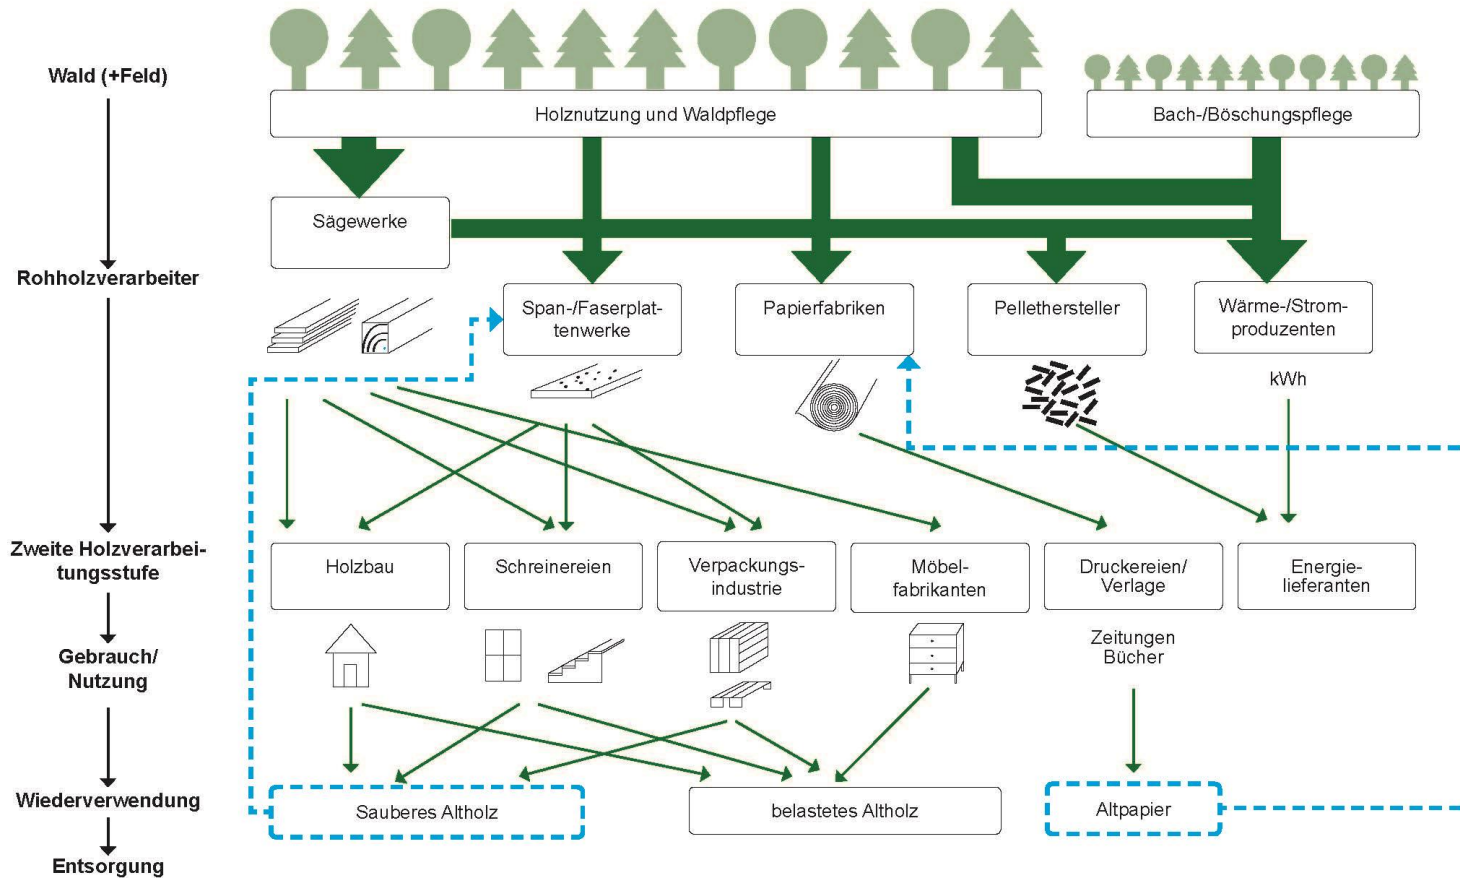 Wald (+Feld)
Holznutzung und Waldpflege
Bach-/Böschungspflege
Sägewerke
Rohholzverarbeiter
Span-/Faserplat-
tenwerke
Papierfabriken
Pellethersteller
Wärme-/Strom-
produzenten
kWh
Zweite Holzverarbei-
tungsstufe
Holzbau
Schreinereien
Verpackungs-
industrie
Möbel-
fabrikanten
Druckereien/
Verlage
Energie-
lieferanten
Gebrauch/
Nutzung
Zeitungen
Bücher
Wiederverwendung
Sauberes Altholz
belastetes Altholz
Altpapier
Entsorgung